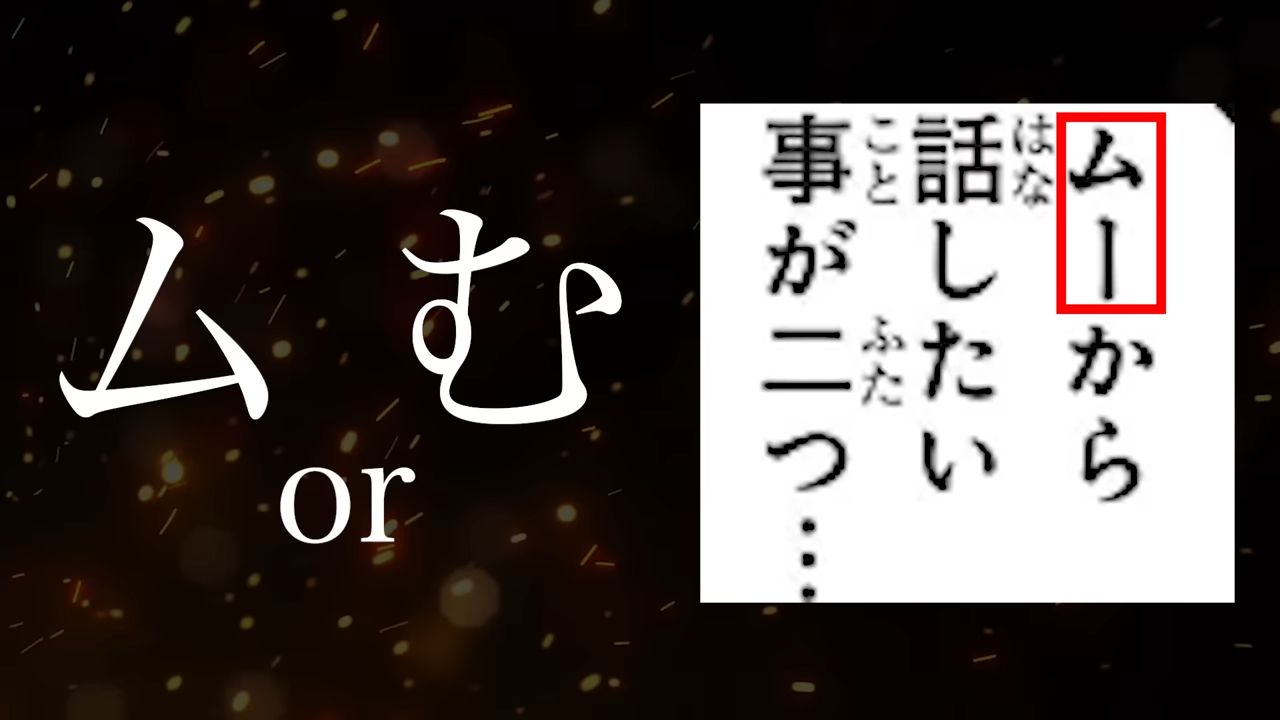 ム む
or
ムーから
話したい
はな
事が二つ…
こと ふた